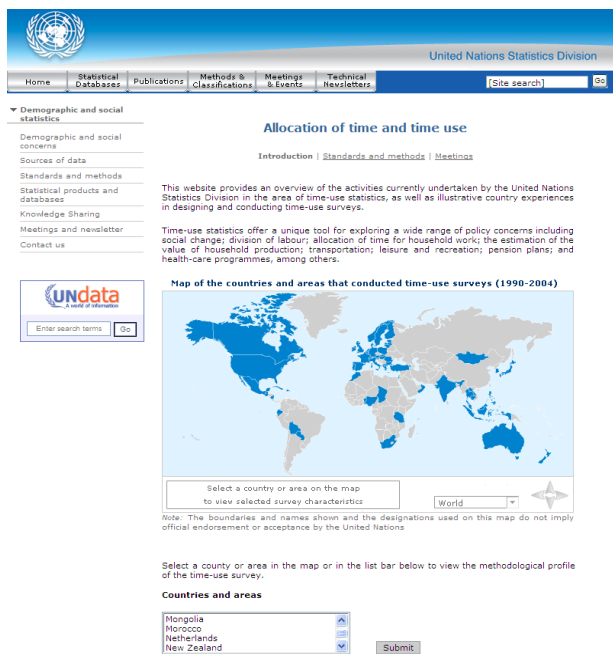 United Nations Statistics Division
Home
Statistical Databases
Publications
Methods & Classifications
Meetings & Events
Technical Newsletters
[Site search]
Go
Demographic and social
statistics
Demographic and social
concerns
Sources of data
Standards and methods
Statistical products and
databases
Knowledge Sharing
Meetings and newsletter
Contact us
UNdata
A world of information
Enter search terms
Go
Allocation of time and time use
Introduction | Standards and methods | Meetings
This website provides an overview of the activities currently undertaken by the United Nations
Statistics Division in the area of time-use statistics, as well as illustrative country experiences
in designing and conducting time-use surveys.
Time-use statistics offer a unique tool for exploring a wide range of policy concerns including
social change; division of labour; allocation of time for household work; the estimation of the
value of household production; transportation; leisure and recreation; pension plans; and
health-care programmes, among others.
Map of the countries and areas that conducted time-use surveys (1990-2004)
Select a country or area on the map
to view selected survey characteristics
World
Note: The boundaries and names shown and the designations used on this map do not imply
official endorsement or acceptance by the United Nations
Select a county or area in the map or in the list bar below to view the methodological profile
of the time-use survey.
Countries and areas
Mongolia
Morocco
Netherlands
New Zealand
Submit